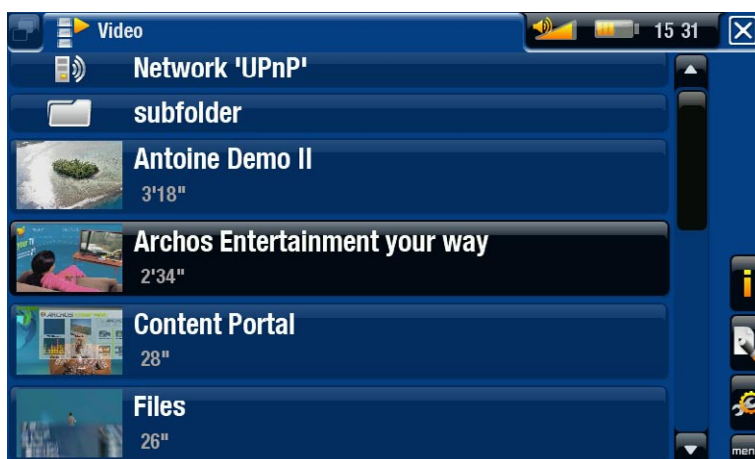 Video
15 31
Network 'UPnP'
subfolder
Antoine Demo II
3'18"
Archos Entertainment your way
2'34"
Content Portal
28"
Files
26"
i
men